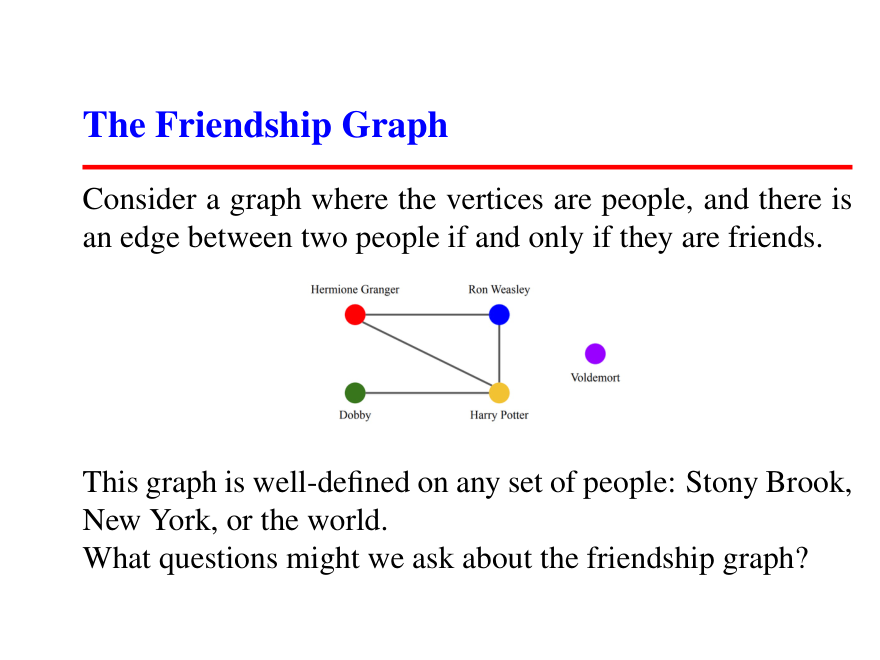 The Friendship Graph
Consider a graph where the vertices are people, and there is
an edge between two people if and only if they are friends.
Hermione Granger
Ron Weasley
Voldemort
Dobby
Harry Potter
This graph is well-defined on any set of people: Stony Brook,
New York, or the world.
What questions might we ask about the friendship graph?